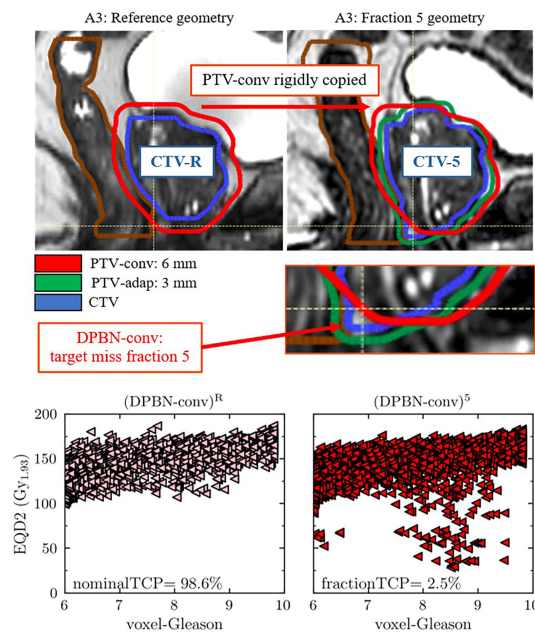 A3: Reference geometry
A3: Fraction 5 geometry
PTV-conv rigidly copied
CTV-R
CTV-5
PTV-conv: 6 mm
PTV-adap: 3 mm
CTV
DPBN-conv:
target miss fraction 5
(DPBN-conv)ᴿ
(DPBN-conv)⁵
200
150
100
50
0
EQD2 (Gy₁.₉₃)
nominalTCP= 98.6%
fractionTCP= 2.5%
6 7 8 9 10
6 7 8 9 10
voxel-Gleason
voxel-Gleason